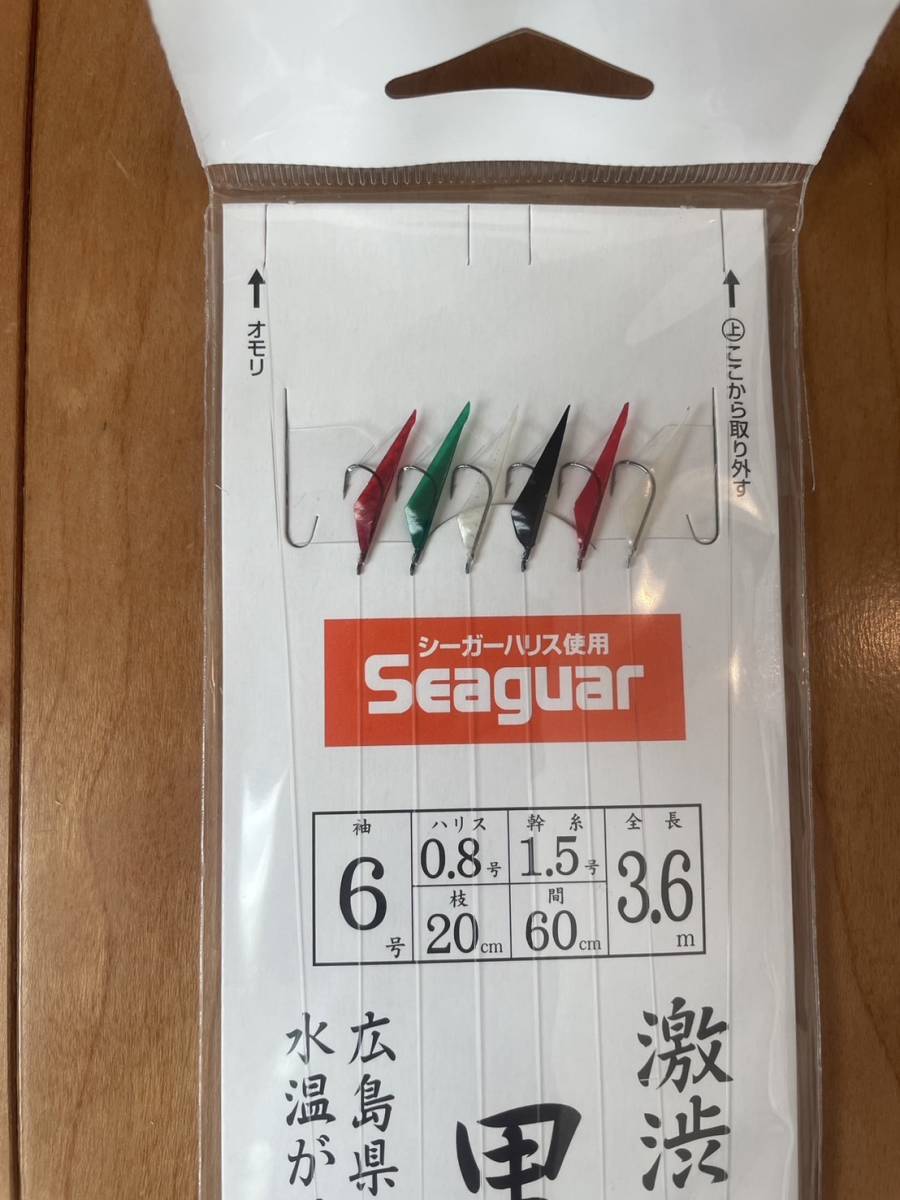 オモリ
㊤ここから取り外す
シーガーハリス使用
Seaguar
袖
6号
ハリス
0.8号
幹糸
1.5号
枝
20cm
間
60cm
全長
3.6m
激渋
広島県
水温が